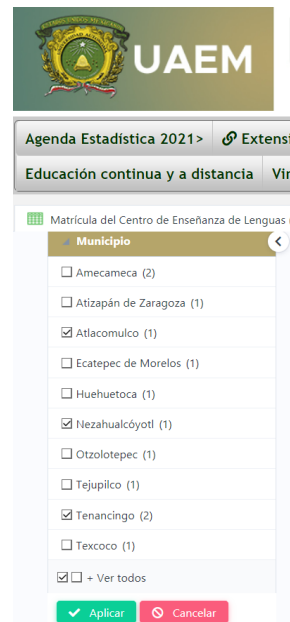 UAEM
Agenda Estadística 2021>
Educación continua y a distancia
Matrícula del Centro de Enseñanza de Lenguas
Municipio
Amecameca (2)
Atizapán de Zaragoza (1)
Atlacomulco (1)
Ecatepec de Morelos (1)
Huehuetoca (1)
Nezahualcóyotl (1)
Otzolotepec (1)
Tejupilco (1)
Tenancingo (2)
Texcoco (1)
+ Ver todos
Aplicar Cancelar